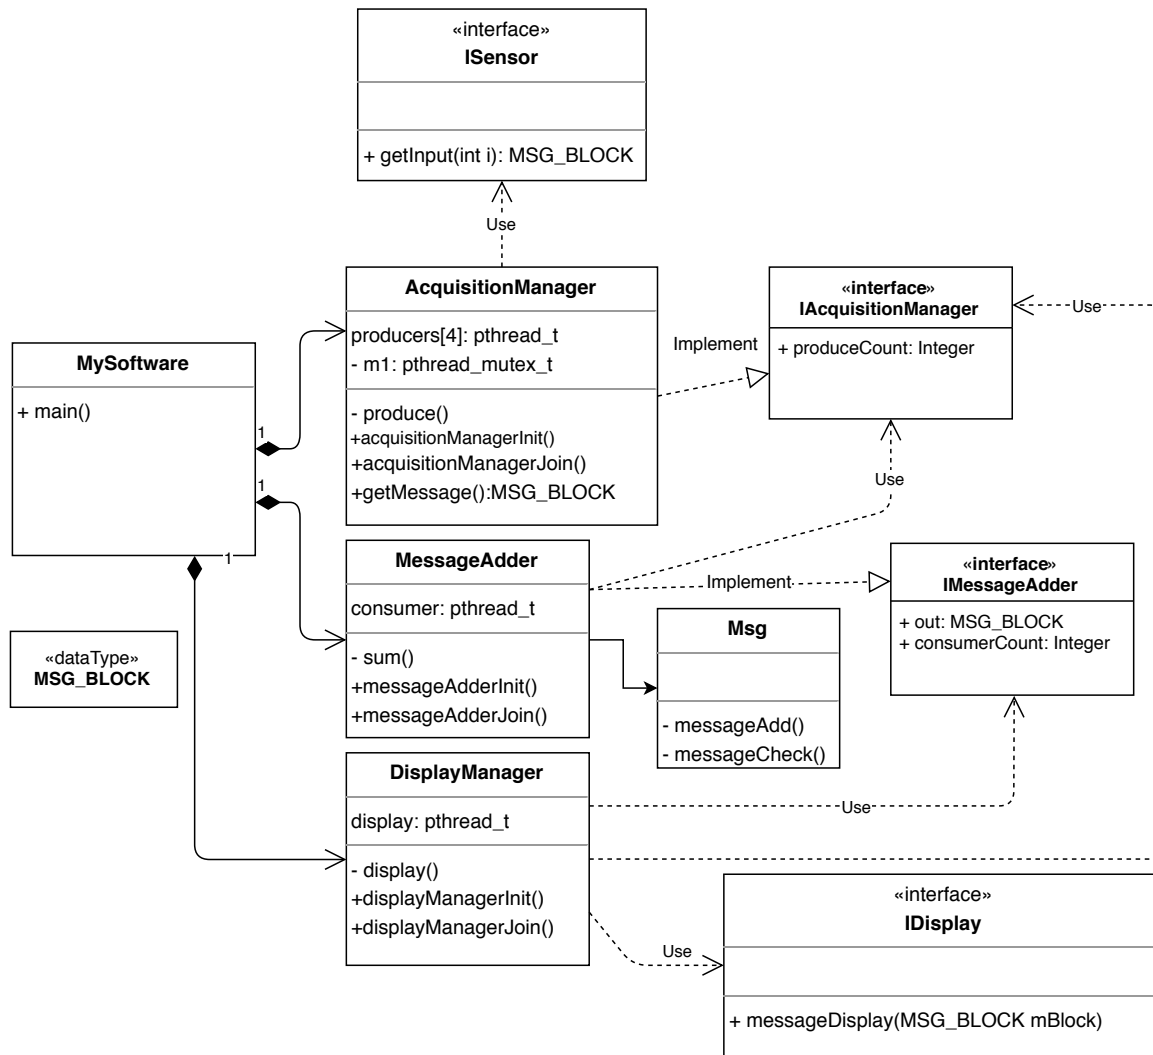 «interface»
ISensor
+ getInput(int i): MSG_BLOCK
Use
AcquisitionManager
producers[4]: pthread_t
- m1: pthread_mutex_t
- produce()
+acquisitionManagerInit()
+acquisitionManagerJoin()
+getMessage():MSG_BLOCK
Implement
«interface»
IAcquisitionManager
+ produceCount: Integer
Use
MySoftware
+ main()
1
1
1
Use
MessageAdder
consumer: pthread_t
- sum()
+messageAdderInit()
+messageAdderJoin()
Implement
«interface»
IMessageAdder
+ out: MSG_BLOCK
+ consumerCount: Integer
Msg
- messageAdd()
- messageCheck()
«dataType»
MSG_BLOCK
DisplayManager
display: pthread_t
- display()
+displayManagerInit()
+displayManagerJoin()
Use
Use
«interface»
IDisplay
+ messageDisplay(MSG_BLOCK mBlock)